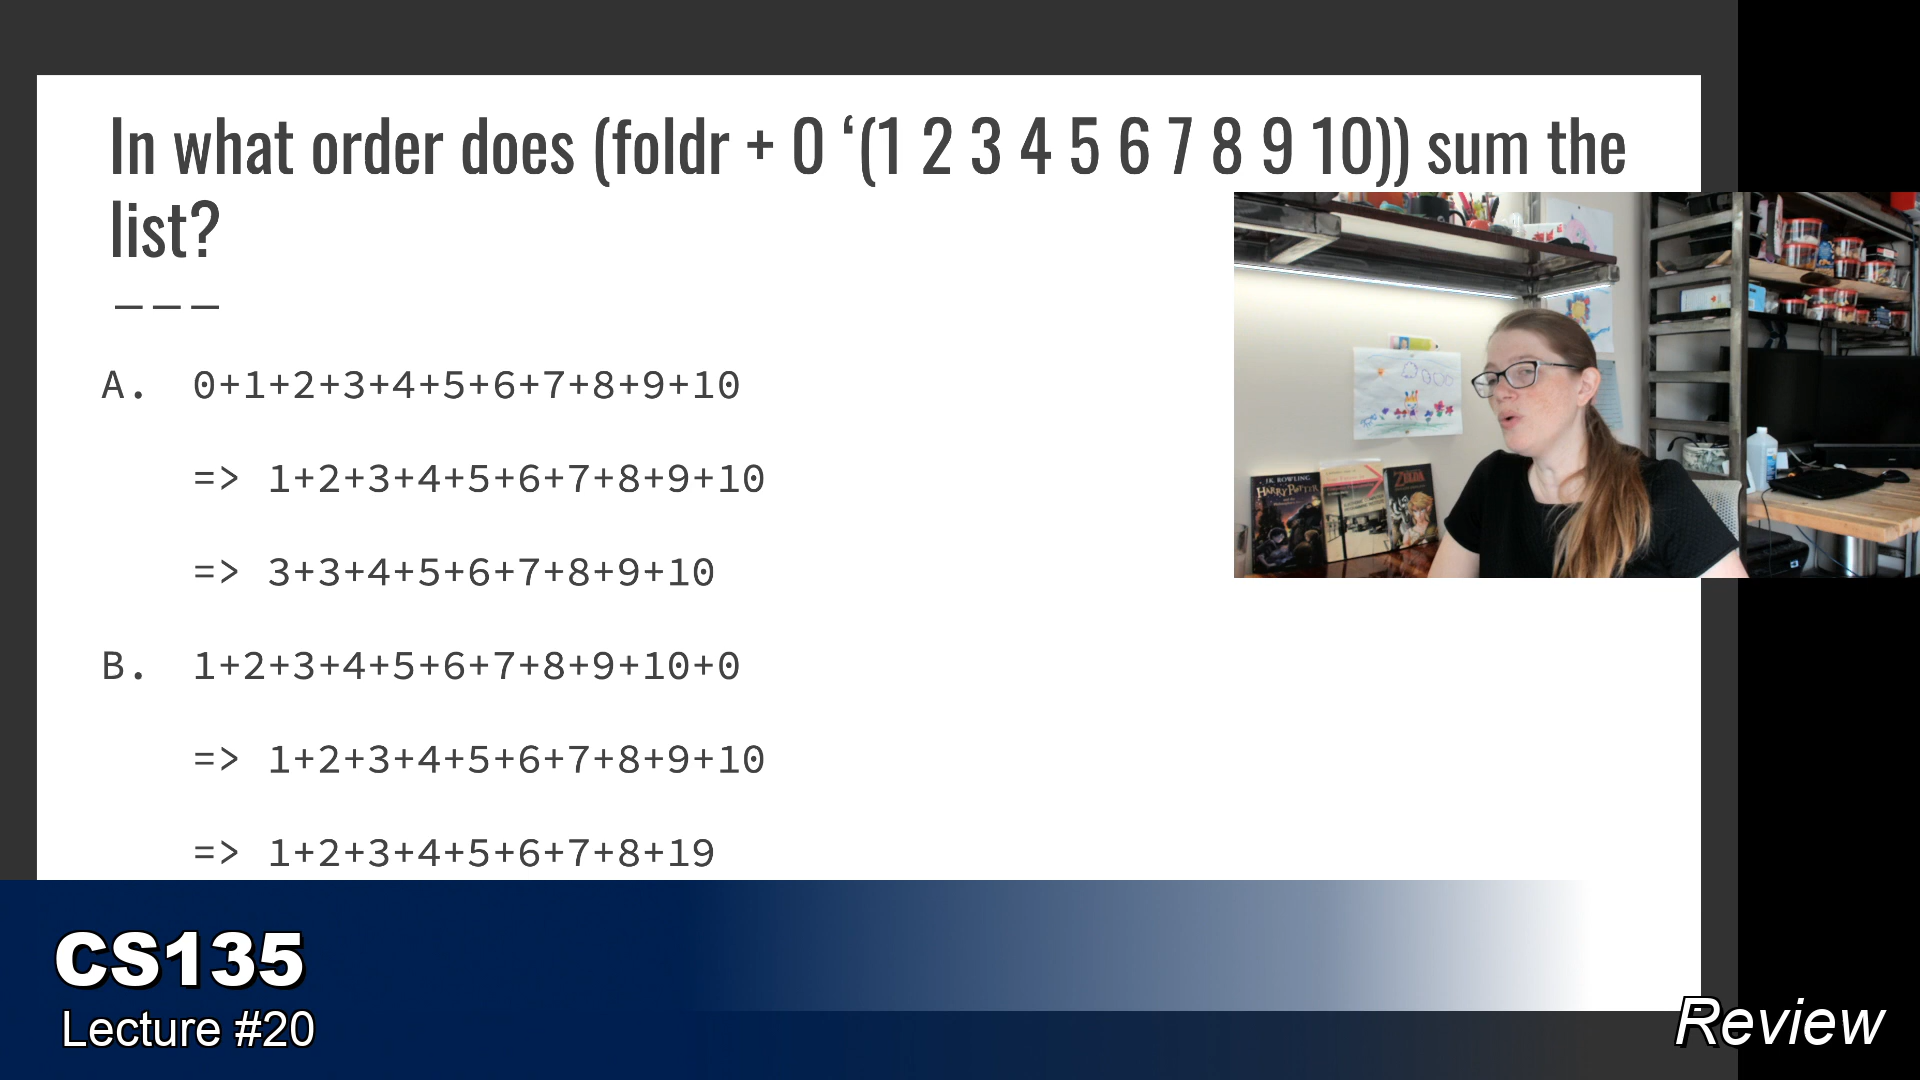 In what order does (foldr + 0 ‘(1 2 3 4 5 6 7 8 9 10)) sum the
list?
A. 0+1+2+3+4+5+6+7+8+9+10
=> 1+2+3+4+5+6+7+8+9+10
=> 3+3+4+5+6+7+8+9+10
B. 1+2+3+4+5+6+7+8+9+10+0
=> 1+2+3+4+5+6+7+8+9+10
=> 1+2+3+4+5+6+7+8+19
J.K. ROWLING
HARRY POTTER
ZELDA
CS135
Lecture #20
Review